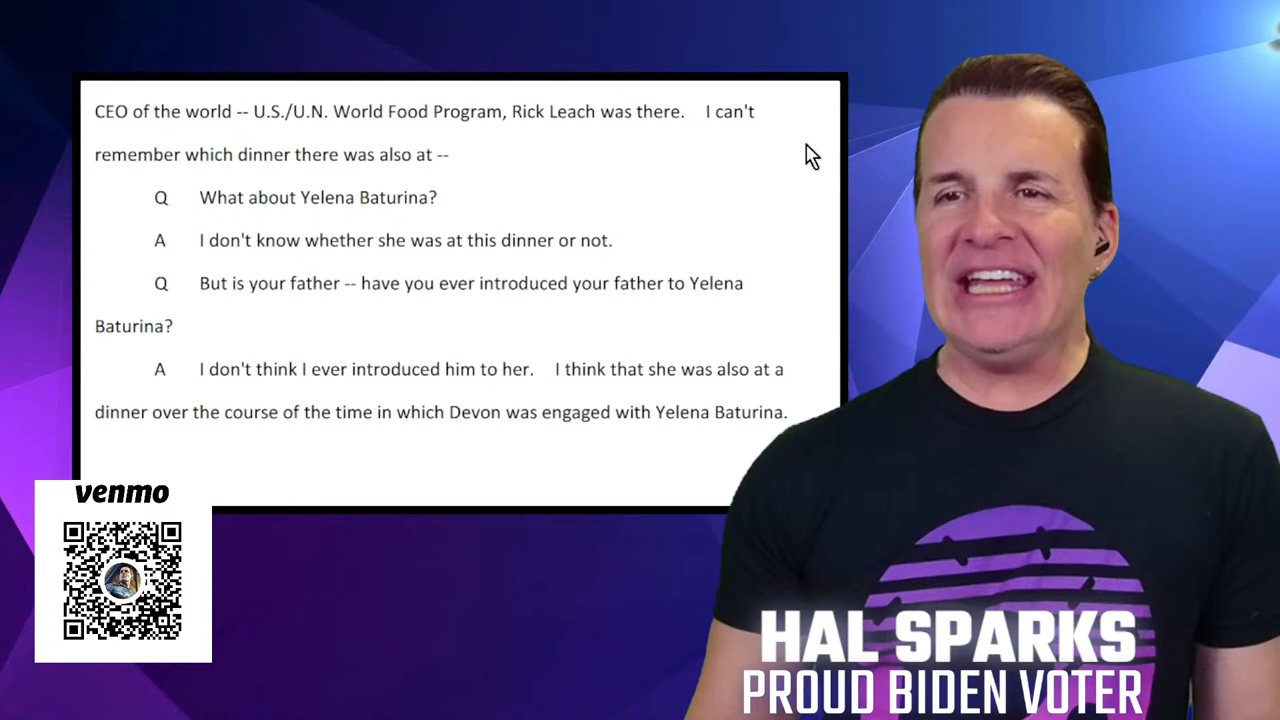 CEO of the world -- U.S./U.N. World Food Program, Rick Leach was there. I can't
remember which dinner there was also at --
Q What about Yelena Baturina?
A I don't know whether she was at this dinner or not.
Q But is your father -- have you ever introduced your father to Yelena
Baturina?
A I don't think I ever introduced him to her. I think that she was also at a
dinner over the course of the time in which Devon was engaged with Yelena Baturina.
venmo
HAL SPARKS
PROUD BIDEN VOTER